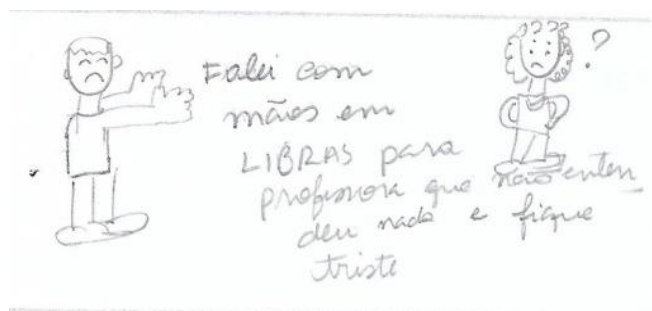 ?
Falei com
mãos em
LIBRAS para
professora que não enten
deu nada e fique
triste